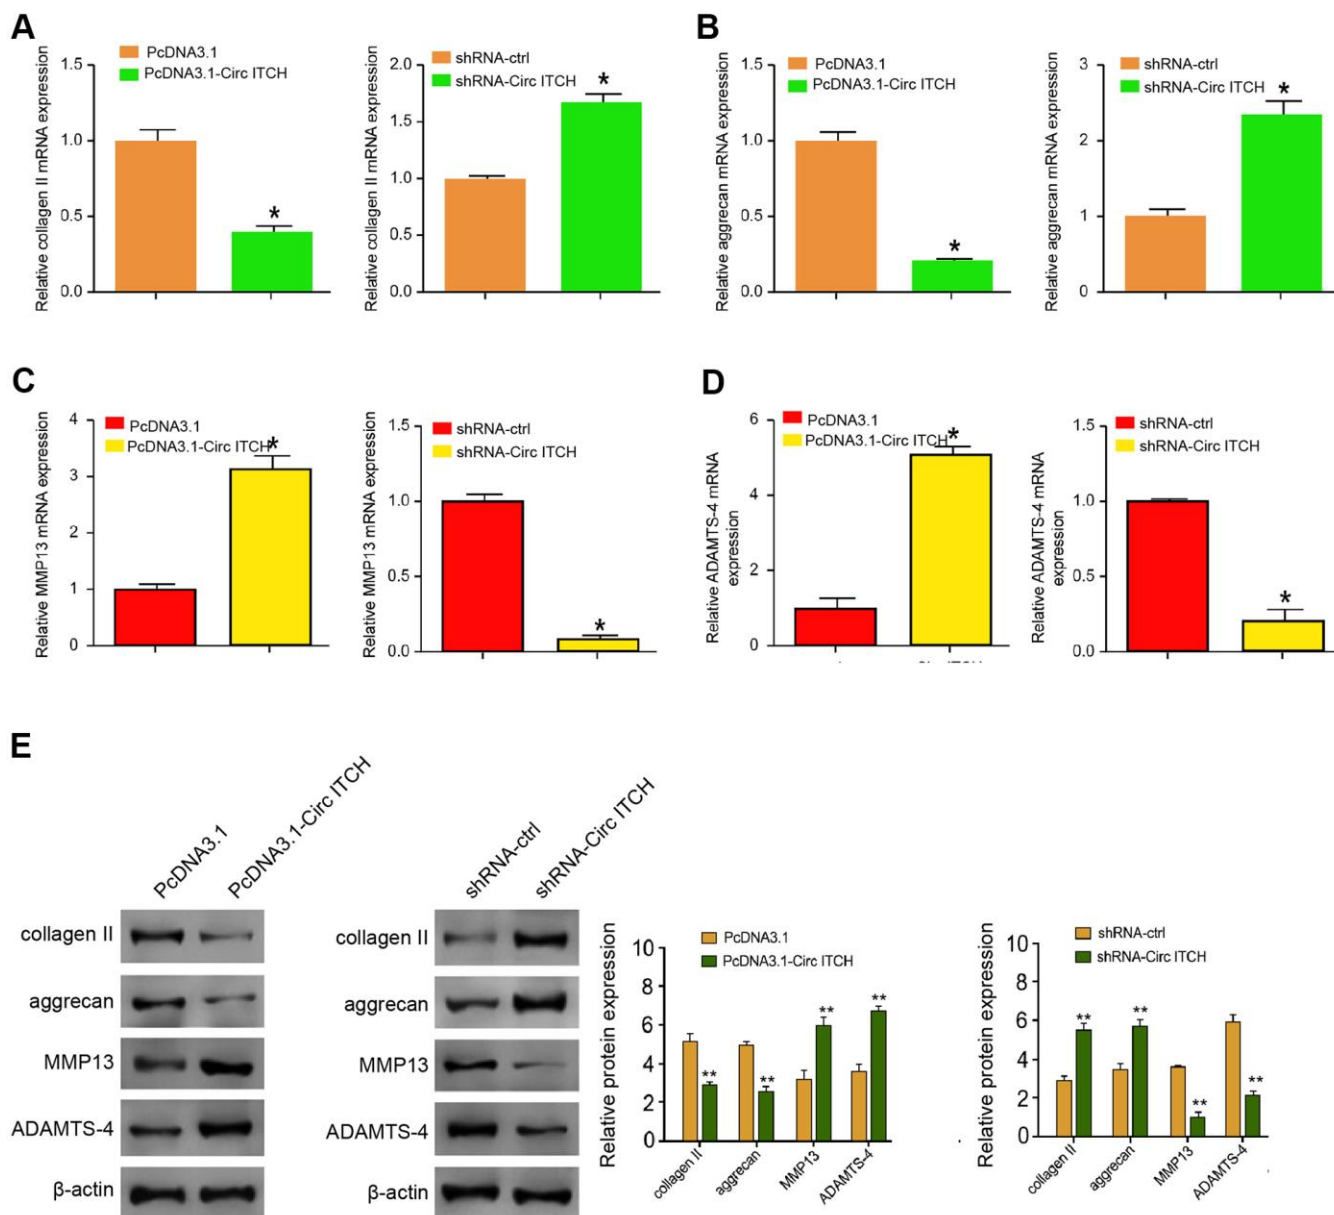 A
Relative collagen II mRNA expression
1.5
1.0
0.5
0.0
PcDNA3.1
PcDNA3.1-Circ ITCH
*
Relative collagen II mRNA expression
2.0
1.5
1.0
0.5
0.0
shRNA-ctrl
shRNA-Circ ITCH
*
B
Relative aggrecan mRNA expression
1.5
1.0
0.5
0.0
PcDNA3.1
PcDNA3.1-Circ ITCH
*
Relative aggrecan mRNA expression
3
2
1
0
shRNA-ctrl
shRNA-Circ ITCH
*
C
Relative MMP13 mRNA expression
4
3
2
1
0
PcDNA3.1
PcDNA3.1-Circ ITCH
*
Relative MMP13 mRNA expression
1.5
1.0
0.5
0.0
shRNA-ctrl
shRNA-Circ ITCH
*
D
Relative ADAMTS-4 mRNA
expression
6
4
2
0
PcDNA3.1
PcDNA3.1-Circ ITCH
*
Relative ADAMTS-4 mRNA
expression
1.5
1.0
0.5
0.0
shRNA-ctrl
shRNA-Circ ITCH
*
E
PcDNA3.1
PcDNA3.1-Circ ITCH
collagen II
aggrecan
MMP13
ADAMTS-4
β-actin
shRNA-ctrl
shRNA-Circ ITCH
collagen II
aggrecan
MMP13
ADAMTS-4
β-actin
Relative protein expression
10
8
6
4
2
0
PcDNA3.1
PcDNA3.1-Circ ITCH
**
**
**
**
collagen II
aggrecan
MMP13
ADAMTS-4
Relative protein expression
10
8
6
4
2
0
shRNA-ctrl
shRNA-Circ ITCH
**
**
**
**
collagen II
aggrecan
MMP13
ADAMTS-4